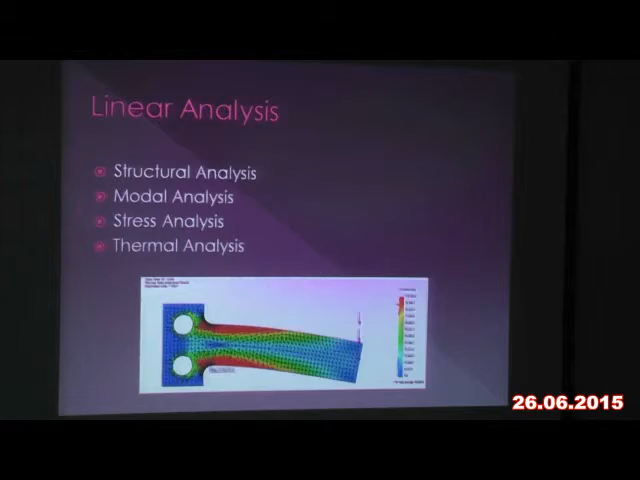 Linear Analysis
Structural Analysis
Modal Analysis
Stress Analysis
Thermal Analysis
26.06.2015